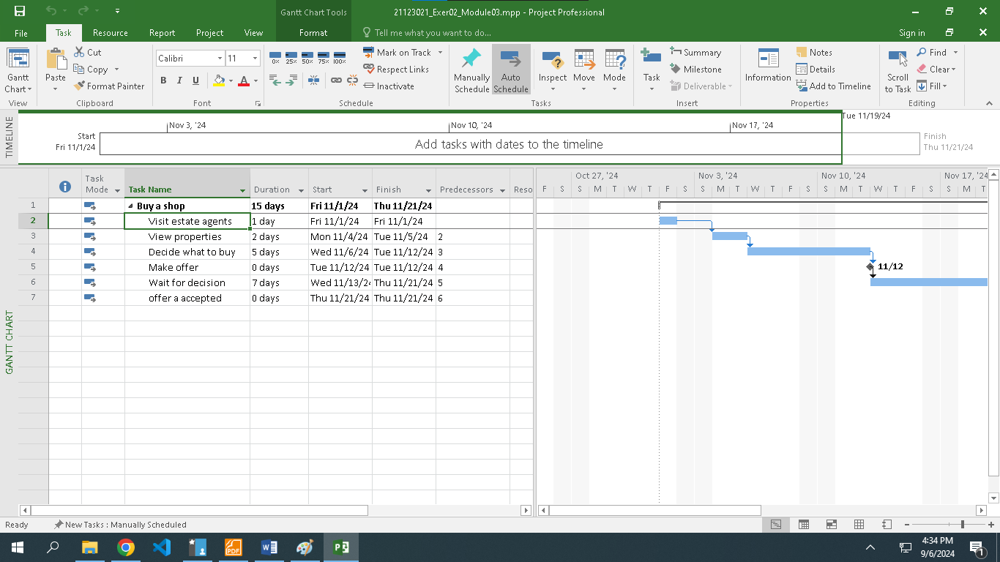 Gantt Chart Tools
21123021_Exer02_Module03.mpp - Project Professional
File Task Resource Report Project View Format Tell me what you want to do... Sign in
Gantt Chart
View
Paste
Cut
Copy
Format Painter
Clipboard
Calibri 11
B I U A
Font
0% 25% 50% 75% 100%
Mark on Track
Respect Links
Inactivate
Schedule
Manually Schedule
Auto Schedule
Inspect Move Mode
Tasks
Task
Summary
Milestone
Deliverable
Insert
Information
Notes
Details
Add to Timeline
Properties
Scroll to Task
Find
Clear
Fill
Editing
TIMELINE
Tue 11/19/24
Nov 3, '24 Nov 10, '24 Nov 17, '24
Start
Fri 11/1/24
Add tasks with dates to the timeline
Finish
Thu 11/21/24
GANTT CHART
Task Mode Task Name Duration Start Finish Predecessors Reso
1 Buy a shop 15 days Fri 11/1/24 Thu 11/21/24
2 Visit estate agents 1 day Fri 11/1/24 Fri 11/1/24
3 View properties 2 days Mon 11/4/24 Tue 11/5/24 2
4 Decide what to buy 5 days Wed 11/6/24 Tue 11/12/24 3
5 Make offer 0 days Tue 11/12/24 Tue 11/12/24 4
6 Wait for decision 7 days Wed 11/13/24 Thu 11/21/24 5
7 offer a accepted 0 days Thu 11/21/24 Thu 11/21/24 6
Oct 27, '24 Nov 3, '24 Nov 10, '24 Nov 17, '24
F S S M T W T F S S M T W T F S S M T W T F S S M T
11/12
Ready New Tasks : Manually Scheduled
4:34 PM
9/6/2024
1